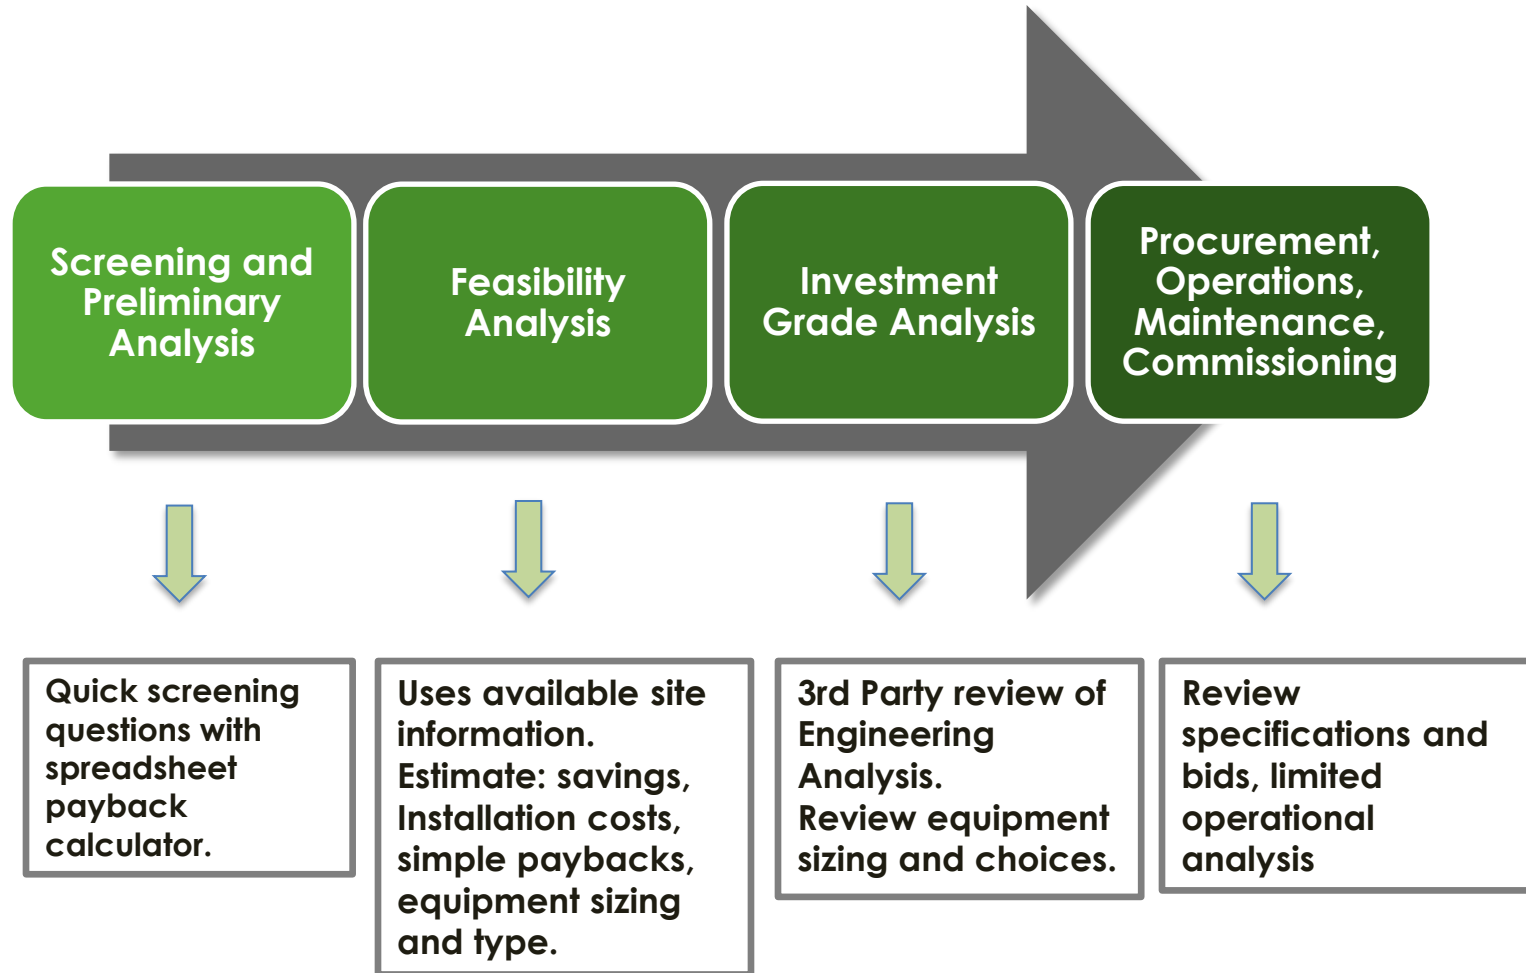 Screening and
Preliminary
Analysis
Feasibility
Analysis
Investment
Grade Analysis
Procurement,
Operations,
Maintenance,
Commissioning
Quick screening
questions with
spreadsheet
payback
calculator.
Uses available site
information.
Estimate: savings,
Installation costs,
simple paybacks,
equipment sizing
and type.
3rd Party review of
Engineering
Analysis.
Review equipment
sizing and choices.
Review
specifications and
bids, limited
operational
analysis